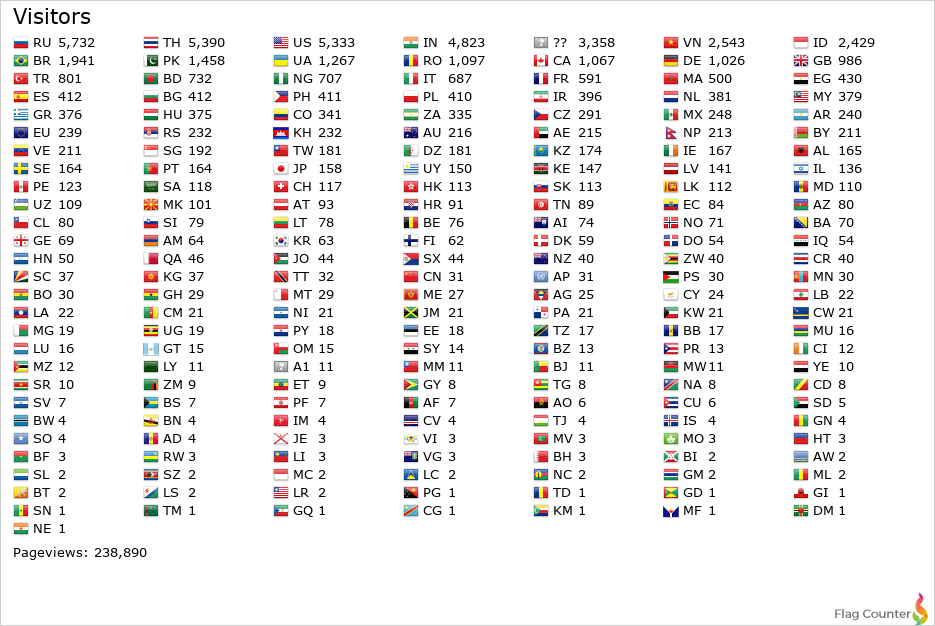 Visitors
RU 5,732 TH 5,390 US 5,333 IN 4,823 ?? 3,358 VN 2,543 ID 2,429
BR 1,941 PK 1,458 UA 1,267 RO 1,097 CA 1,067 DE 1,026 GB 986
TR 801 BD 732 NG 707 IT 687 FR 591 MA 500 EG 430
ES 412 BG 412 PH 411 PL 410 IR 396 NL 381 MY 379
GR 376 HU 375 CO 341 ZA 335 CZ 291 MX 248 AR 240
EU 239 RS 232 KH 232 AU 216 AE 215 NP 213 BY 211
VE 211 SG 192 TW 181 DZ 181 KZ 174 IE 167 AL 165
SE 164 PT 164 JP 158 UY 150 KE 147 LV 141 IL 136
PE 123 SA 118 CH 117 HK 113 SK 113 LK 112 MD 110
UZ 109 MK 101 AT 93 HR 91 TN 89 EC 84 AZ 80
CL 80 SI 79 LT 78 BE 76 AI 74 NO 71 BA 70
GE 69 AM 64 KR 63 FI 62 DK 59 DO 54 IQ 54
HN 50 QA 46 JO 44 SX 44 NZ 40 ZW 40 CR 40
SC 37 KG 37 TT 32 CN 31 AP 31 PS 30 MN 30
BO 30 GH 29 MT 29 ME 27 AG 25 CY 24 LB 22
LA 22 CM 21 NI 21 JM 21 PA 21 KW 21 CW 21
MG 19 UG 19 PY 18 EE 18 TZ 17 BB 17 MU 16
LU 16 GT 15 OM 15 SY 14 BZ 13 PR 13 CI 12
MZ 12 LY 11 A1 11 MM 11 BJ 11 MW 11 YE 10
SR 10 ZM 9 ET 9 GY 8 TG 8 NA 8 CD 8
SV 7 BS 7 PF 7 AF 7 AO 6 CU 6 SD 5
BW 4 BN 4 IM 4 CV 4 TJ 4 IS 4 GN 4
SO 4 AD 4 JE 3 VI 3 MV 3 MO 3 HT 3
BF 3 RW 3 LI 3 VG 3 BH 3 BI 2 AW 2
SL 2 SZ 2 MC 2 LC 2 NC 2 GM 2 ML 2
BT 2 LS 2 LR 2 PG 1 TD 1 GD 1 GI 1
SN 1 TM 1 GQ 1 CG 1 KM 1 MF 1 DM 1
NE 1
Pageviews: 238,890
Flag Counter